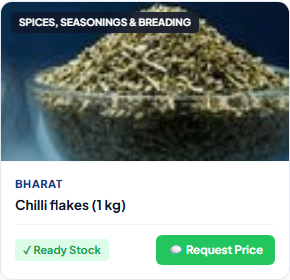 SPICES, SEASONINGS & BREADING
BHARAT
Chilli flakes (1 kg)
✓ Ready Stock
Request Price